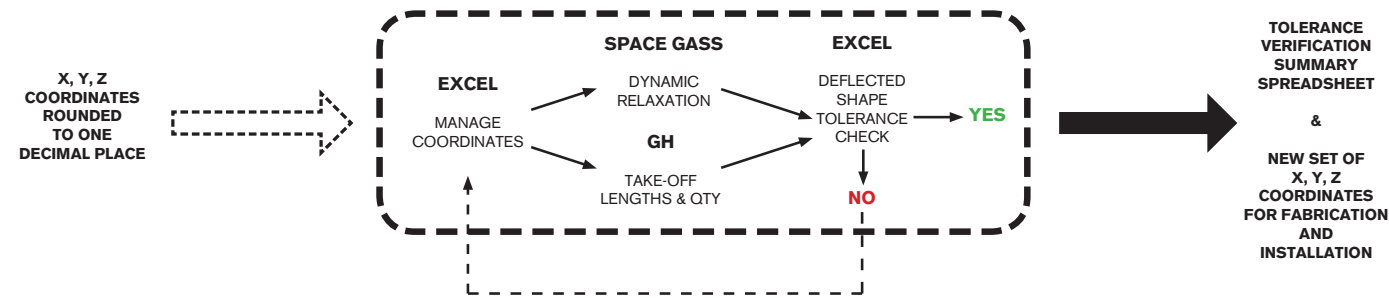 X, Y, Z
COORDINATES
ROUNDED
TO ONE
DECIMAL PLACE
EXCEL
MANAGE
COORDINATES
SPACE GASS
DYNAMIC
RELAXATION
GH
TAKE-OFF
LENGTHS & QTY
EXCEL
DEFLECTED
SHAPE
TOLERANCE
CHECK
YES
NO
TOLERANCE
VERIFICATION
SUMMARY
SPREADSHEET
&
NEW SET OF
X, Y, Z
COORDINATES
FOR FABRICATION
AND
INSTALLATION